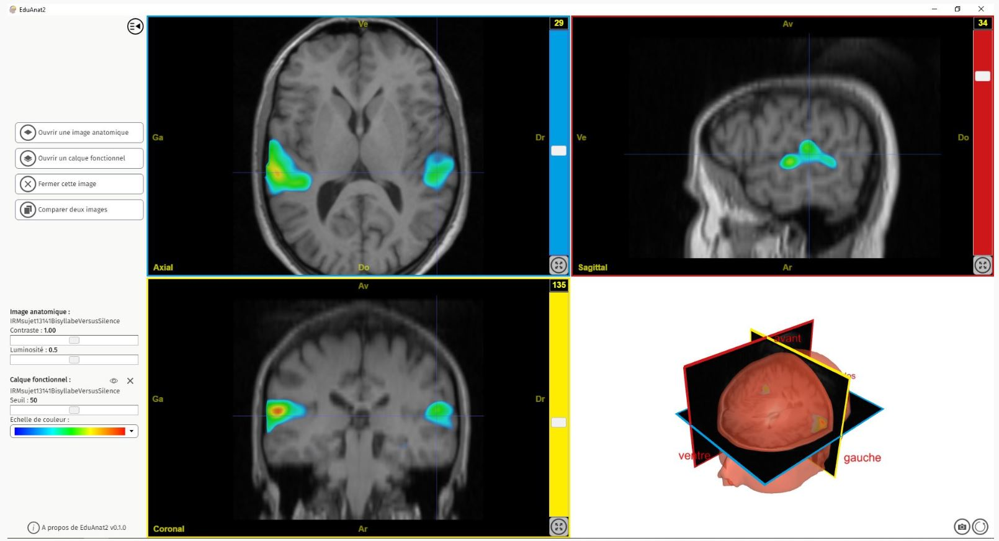 EduAnat2
Ouvrir une image anatomique
Ouvrir un calque fonctionnel
Fermer cette image
Comparer deux images
Image anatomique :
IRMsujet13141BisyllabeVersusSilence
Contraste : 1.00
Luminosité : 0.5
Calque fonctionnel :
IRMsujet13141BisyllabeVersusSilence
Seuil : 50
Echelle de couleur :
i A propos de EduAnat2 v0.1.0
Ve
29
Ga
Dr
Axial
Do
Av
34
Ve
Do
Sagittal
Ar
Av
135
Ga
Dr
Coronal
Ar
avant
ventre
gauche